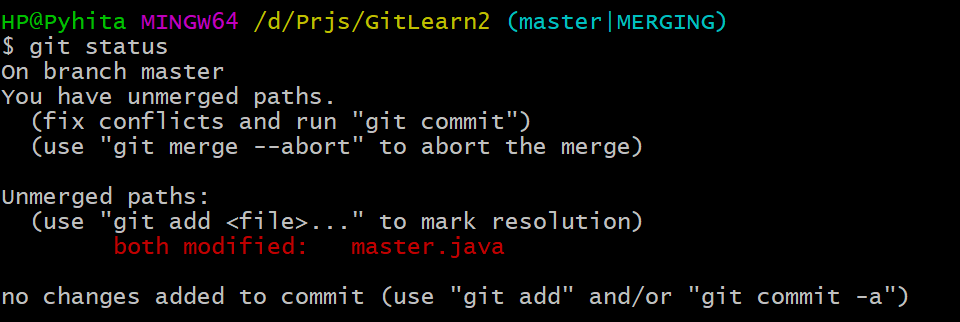 HP@Pyhita MINGW64 /d/Prjs/GitLearn2 (master|MERGING)
$ git status
On branch master
You have unmerged paths.
  (fix conflicts and run "git commit")
  (use "git merge --abort" to abort the merge)

Unmerged paths:
  (use "git add <file>..." to mark resolution)
        both modified:   master.java

no changes added to commit (use "git add" and/or "git commit -a")